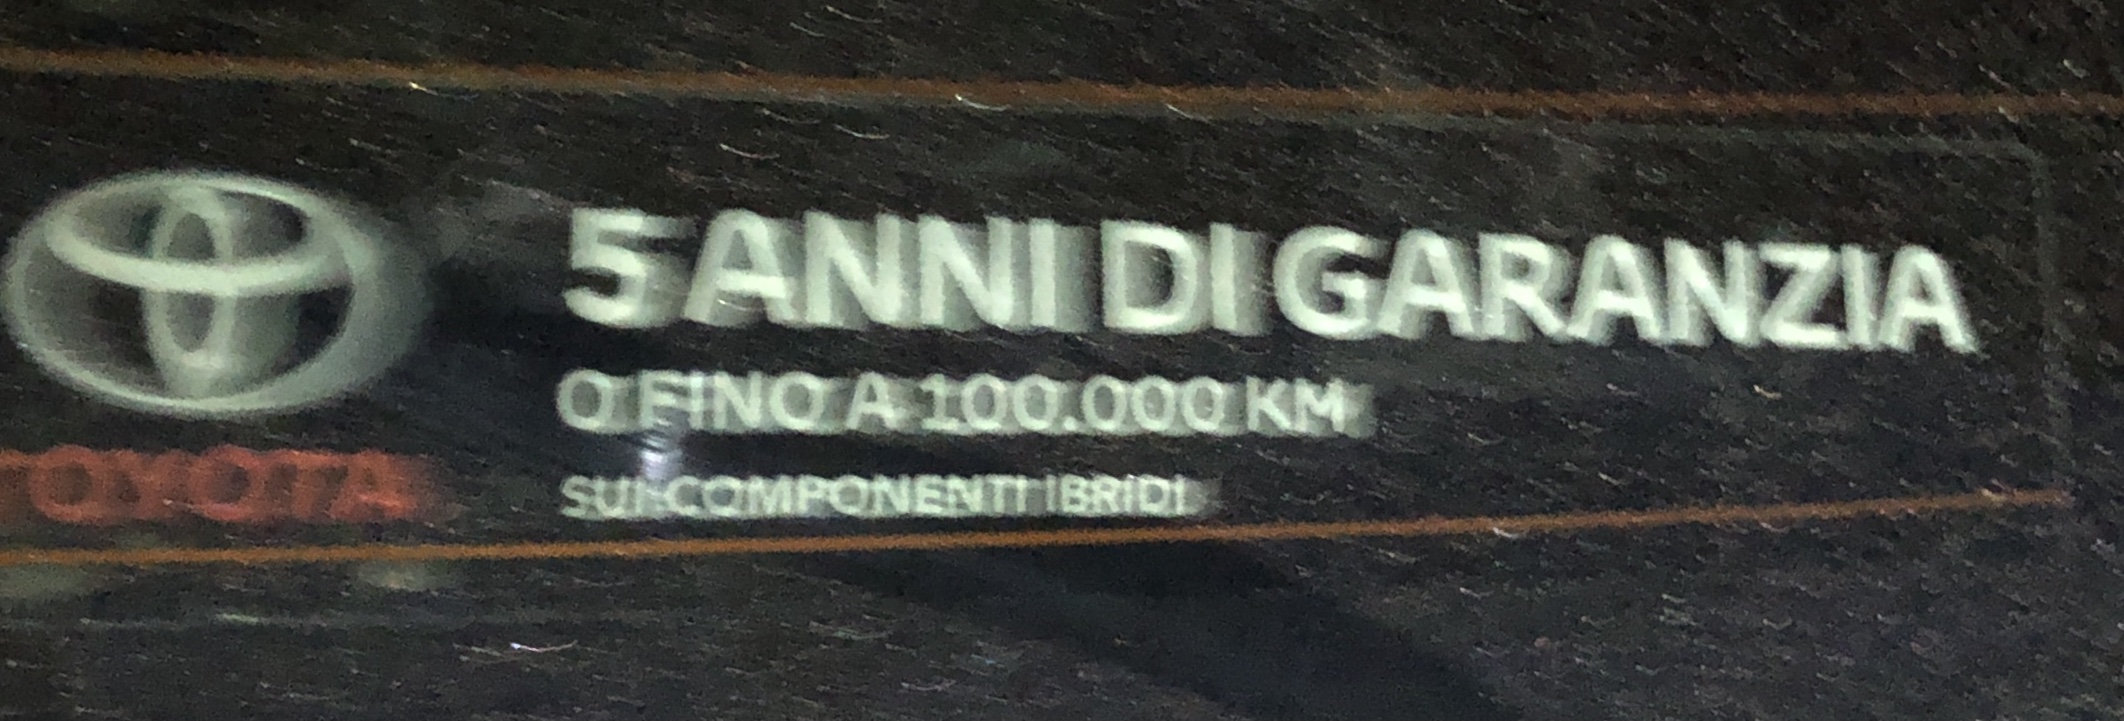 5 ANNI DI GARANZIA
O FINO A 100.000 KM
SUI COMPONENTI IBRIDI
TOYOTA